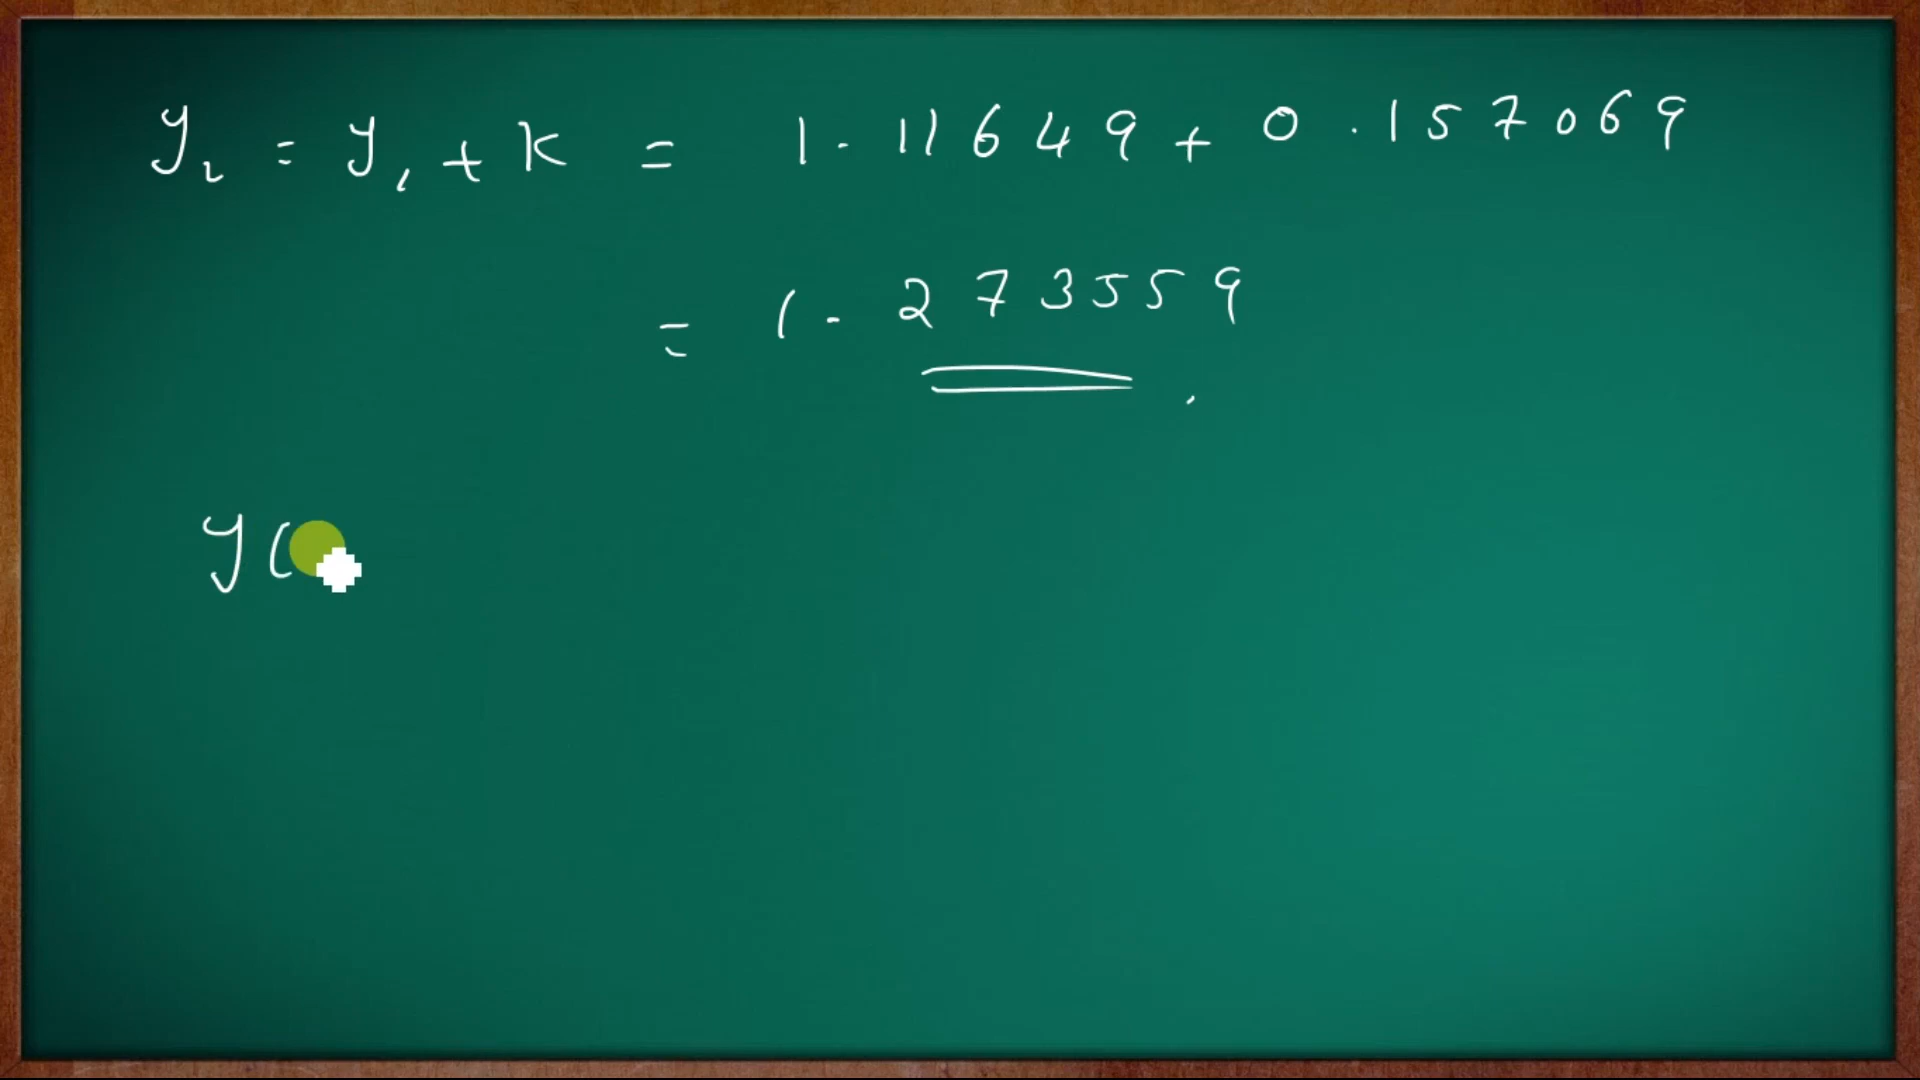 y₂ = y₁ + K = 1.11649 + 0.157069
= 1.273559
y(